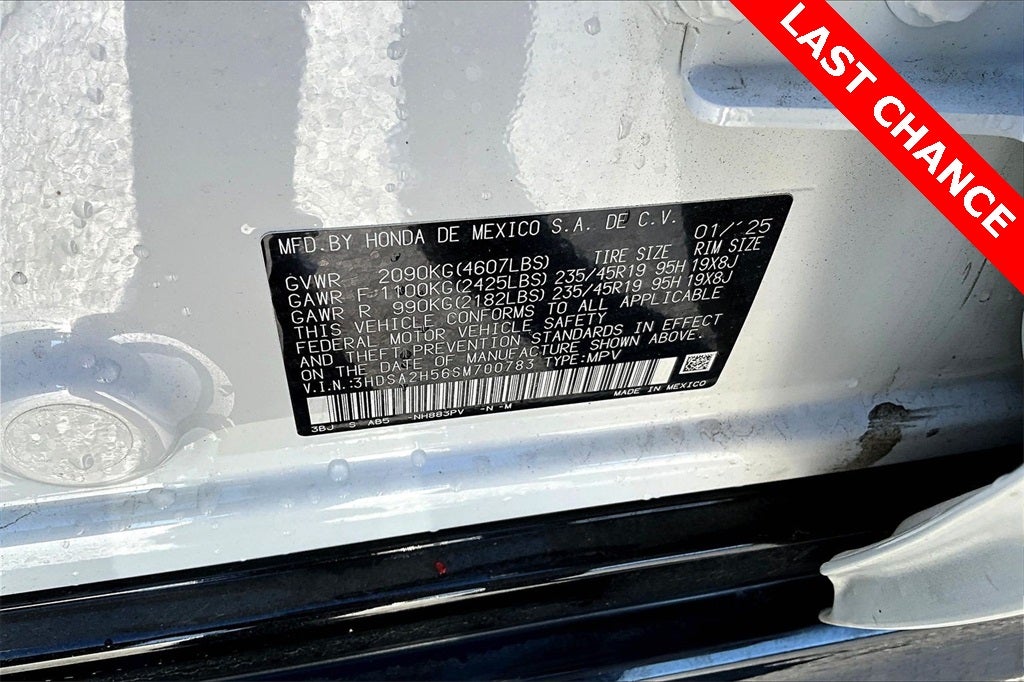 LAST CHANCE
MFD.BY HONDA DE MEXICO S.A. DE C.V. 01/'25
TIRE SIZE RIM SIZE
GVWR 2090KG(4607LBS)
GAWR F 1100KG(2425LBS) 235/45R19 95H 19X8J
GAWR R 990KG(2182LBS) 235/45R19 95H 19X8J
THIS VEHICLE CONFORMS TO ALL APPLICABLE
FEDERAL MOTOR VEHICLE SAFETY
AND THEFT PREVENTION STANDARDS IN EFFECT
ON THE DATE OF MANUFACTURE SHOWN ABOVE.
V.I.N.:3HDSA2H56SM700783 TYPE:MPV
MADE IN MEXICO
3BJ S AB5 -NH883PV -N -M